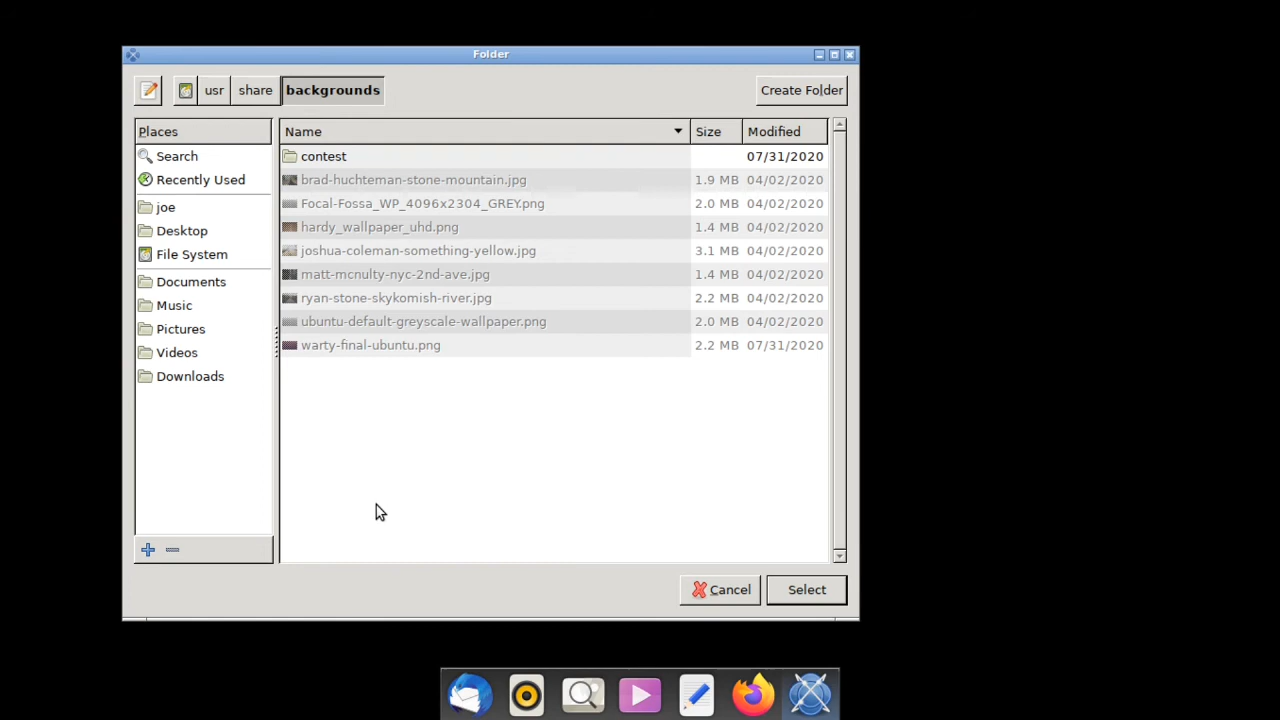 Folder
usr share backgrounds Create Folder
Places
Search
Recently Used
joe
Desktop
File System
Documents
Music
Pictures
Videos
Downloads
Name Size Modified
contest 07/31/2020
brad-huchteman-stone-mountain.jpg 1.9 MB 04/02/2020
Focal-Fossa_WP_4096x2304_GREY.png 2.0 MB 04/02/2020
hardy_wallpaper_uhd.png 1.4 MB 04/02/2020
joshua-coleman-something-yellow.jpg 3.1 MB 04/02/2020
matt-mcnulty-nyc-2nd-ave.jpg 1.4 MB 04/02/2020
ryan-stone-skykomish-river.jpg 2.2 MB 04/02/2020
ubuntu-default-greyscale-wallpaper.png 2.0 MB 04/02/2020
warty-final-ubuntu.png 2.2 MB 07/31/2020
Cancel Select